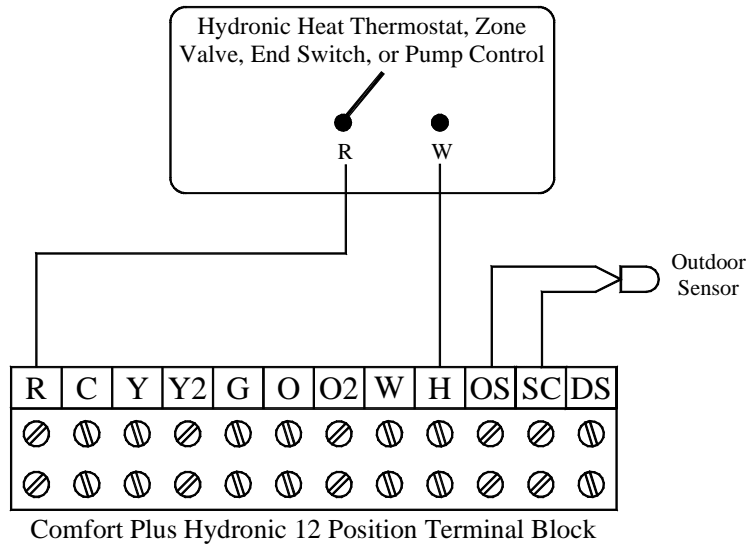 Hydronic Heat Thermostat, Zone
Valve, End Switch, or Pump Control
R W
Outdoor
Sensor
R C Y Y2 G O O2 W H OS SC DS
Comfort Plus Hydronic 12 Position Terminal Block